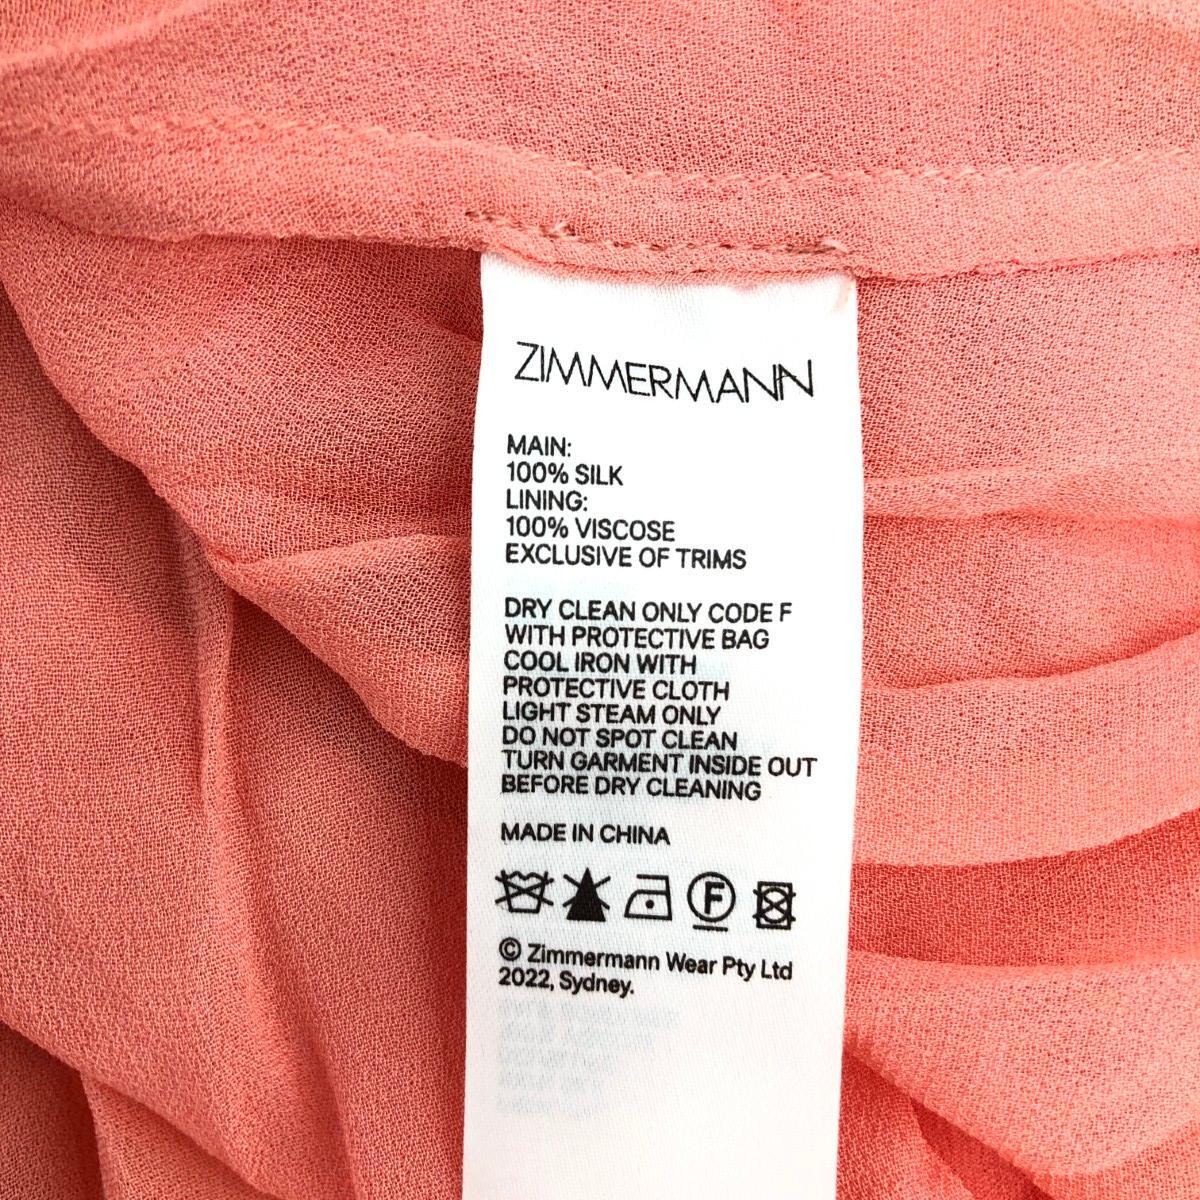 ZIMMERMANN
MAIN:
100% SILK
LINING:
100% VISCOSE
EXCLUSIVE OF TRIMS
DRY CLEAN ONLY CODE F
WITH PROTECTIVE BAG
COOL IRON WITH
PROTECTIVE CLOTH
LIGHT STEAM ONLY
DO NOT SPOT CLEAN
TURN GARMENT INSIDE OUT
BEFORE DRY CLEANING
MADE IN CHINA
F
© Zimmermann Wear Pty Ltd
2022, Sydney.